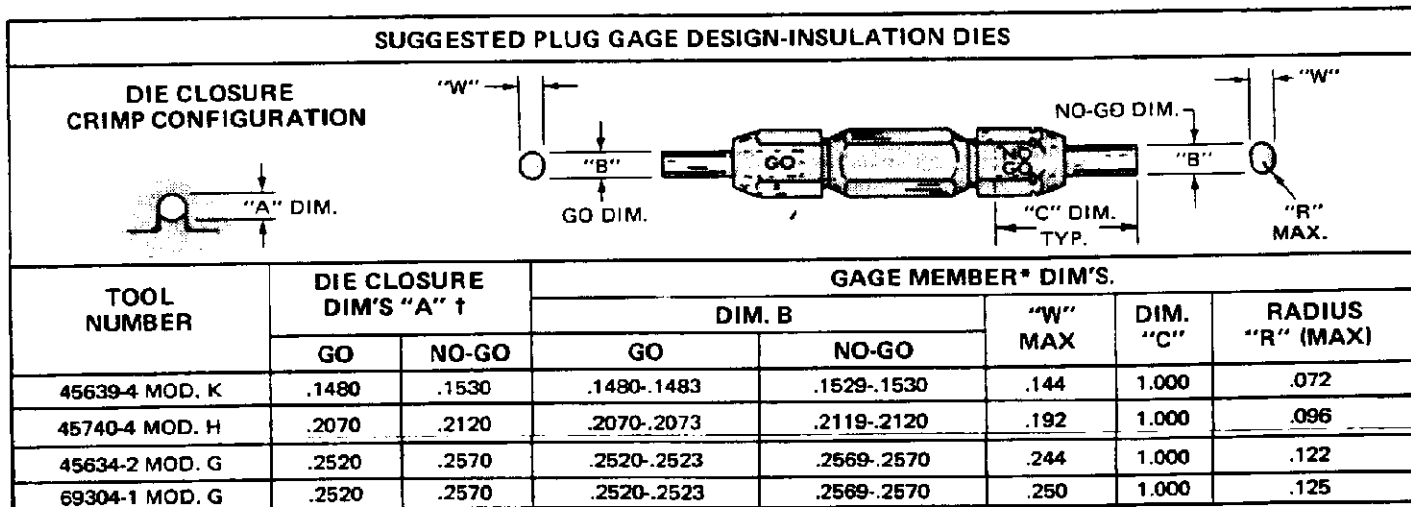 SUGGESTED PLUG GAGE DESIGN-INSULATION DIES
DIE CLOSURE
CRIMP CONFIGURATION
"A" DIM.
"W"
"B"
GO DIM.
GO
NO-GO
NO-GO DIM.
"B"
"C" DIM.
TYP.
"W"
"R"
MAX.
TOOL
NUMBER
DIE CLOSURE
DIM'S "A" †
GAGE MEMBER* DIM'S.
DIM. B
"W"
MAX
DIM.
"C"
RADIUS
"R" (MAX)
GO NO-GO GO NO-GO
45639-4 MOD. K .1480 .1530 .1480-.1483 .1529-.1530 .144 1.000 .072
45740-4 MOD. H .2070 .2120 .2070-.2073 .2119-.2120 .192 1.000 .096
45634-2 MOD. G .2520 .2570 .2520-.2523 .2569-.2570 .244 1.000 .122
69304-1 MOD. G .2520 .2570 .2520-.2523 .2569-.2570 .250 1.000 .125